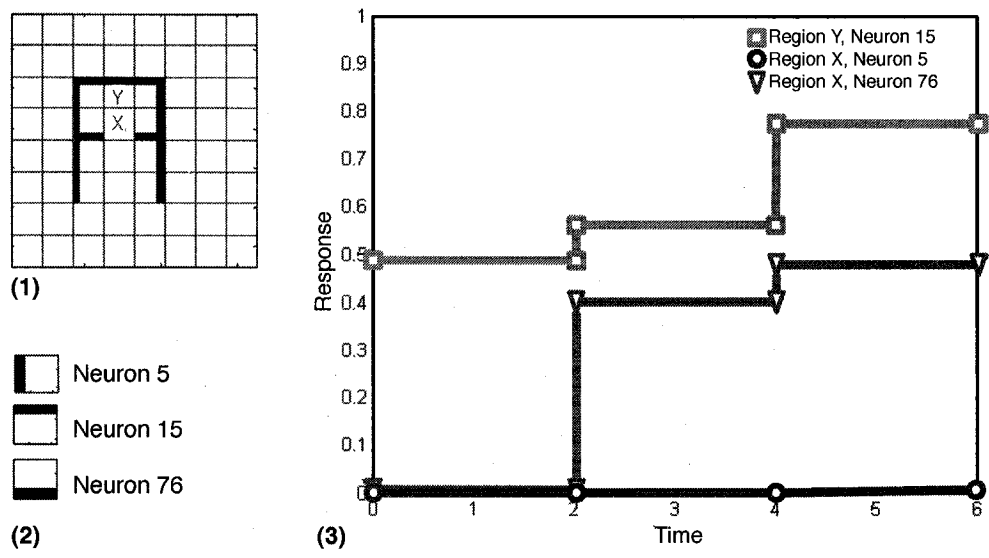 Y
X
(1)
Neuron 5
Neuron 15
Neuron 76
(2)
Region Y, Neuron 15
Region X, Neuron 5
Region X, Neuron 76
1
0.9
0.8
0.7
0.6
0.5
0.4
0.3
0.2
0.1
0
Response
0 1 2 3 4 5 6
Time
(3)